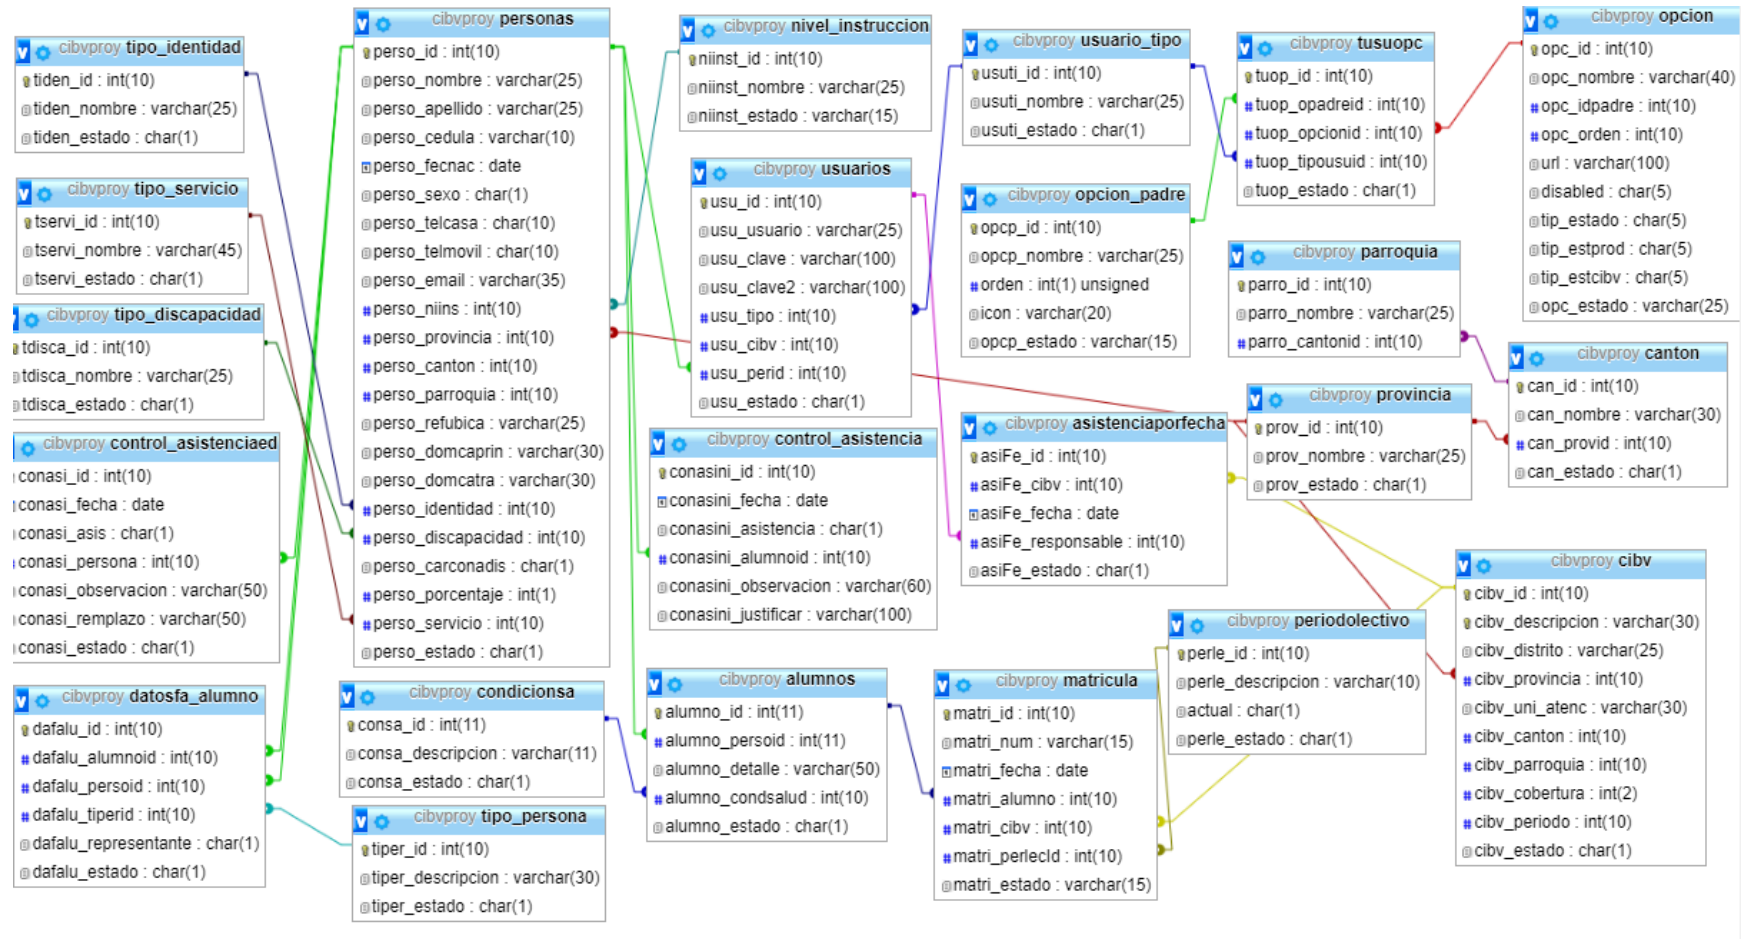 cibvproy tipo_identidad
tiden_id : int(10)
tiden_nombre : varchar(25)
tiden_estado : char(1)
cibvproy tipo_servicio
tservi_id : int(10)
tservi_nombre : varchar(45)
tservi_estado : char(1)
cibvproy tipo_discapacidad
tdisca_id : int(10)
tdisca_nombre : varchar(25)
tdisca_estado : char(1)
cibvproy control_asistenciaed
conasi_id : int(10)
conasi_fecha : date
conasi_asis : char(1)
conasi_persona : int(10)
conasi_observacion : varchar(50)
conasi_remplazo : varchar(50)
conasi_estado : char(1)
cibvproy datosfa_alumno
dafalu_id : int(10)
dafalu_alumnoid : int(10)
dafalu_persoid : int(10)
dafalu_tiperid : int(10)
dafalu_representante : char(1)
dafalu_estado : char(1)
cibvproy personas
perso_id : int(10)
perso_nombre : varchar(25)
perso_apellido : varchar(25)
perso_cedula : varchar(10)
perso_fecnac : date
perso_sexo : char(1)
perso_telcasa : char(10)
perso_telmovil : char(10)
perso_email : varchar(35)
perso_niins : int(10)
perso_provincia : int(10)
perso_canton : int(10)
perso_parroquia : int(10)
perso_refubica : varchar(25)
perso_domcaprin : varchar(30)
perso_domcatra : varchar(30)
perso_identidad : int(10)
perso_discapacidad : int(10)
perso_carconadis : char(1)
perso_porcentaje : int(1)
perso_servicio : int(10)
perso_estado : char(1)
cibvproy condicionsa
consa_id : int(11)
consa_descripcion : varchar(11)
consa_estado : char(1)
cibvproy tipo_persona
tiper_id : int(10)
tiper_descripcion : varchar(30)
tiper_estado : char(1)
cibvproy nivel_instruccion
niinst_id : int(10)
niinst_nombre : varchar(25)
niinst_estado : varchar(15)
cibvproy usuarios
usu_id : int(10)
usu_usuario : varchar(25)
usu_clave : varchar(100)
usu_clave2 : varchar(100)
usu_tipo : int(10)
usu_cibv : int(10)
usu_perid : int(10)
usu_estado : char(1)
cibvproy control_asistencia
conasini_id : int(10)
conasini_fecha : date
conasini_asistencia : char(1)
conasini_alumnoid : int(10)
conasini_observacion : varchar(60)
conasini_justificar : varchar(100)
cibvproy alumnos
alumno_id : int(11)
alumno_persoid : int(11)
alumno_detalle : varchar(50)
alumno_condsalud : int(10)
alumno_estado : char(1)
cibvproy usuario_tipo
usuti_id : int(10)
usuti_nombre : varchar(25)
usuti_estado : char(1)
cibvproy opcion_padre
opcp_id : int(10)
opcp_nombre : varchar(25)
orden : int(1) unsigned
icon : varchar(20)
opcp_estado : varchar(15)
cibvproy asistenciaporfecha
asiFe_id : int(10)
asiFe_cibv : int(10)
asiFe_fecha : date
asiFe_responsable : int(10)
asiFe_estado : char(1)
cibvproy matricula
matri_id : int(10)
matri_num : varchar(15)
matri_fecha : date
matri_alumno : int(10)
matri_cibv : int(10)
matri_perlecId : int(10)
matri_estado : varchar(15)
cibvproy tusuopc
tuop_id : int(10)
tuop_opadreid : int(10)
tuop_opcionid : int(10)
tuop_tipousuid : int(10)
tuop_estado : char(1)
cibvproy parroquia
parro_id : int(10)
parro_nombre : varchar(25)
parro_cantonid : int(10)
cibvproy provincia
prov_id : int(10)
prov_nombre : varchar(25)
prov_estado : char(1)
cibvproy periodolectivo
perle_id : int(10)
perle_descripcion : varchar(10)
actual : char(1)
perle_estado : char(1)
cibvproy opcion
opc_id : int(10)
opc_nombre : varchar(40)
opc_idpadre : int(10)
opc_orden : int(10)
url : varchar(100)
disabled : char(5)
tip_estado : char(5)
tip_estprod : char(5)
tip_estcibv : char(5)
opc_estado : varchar(25)
cibvproy canton
can_id : int(10)
can_nombre : varchar(30)
can_provid : int(10)
can_estado : char(1)
cibvproy cibv
cibv_id : int(10)
cibv_descripcion : varchar(30)
cibv_distrito : varchar(25)
cibv_provincia : int(10)
cibv_uni_atenc : varchar(30)
cibv_canton : int(10)
cibv_parroquia : int(10)
cibv_cobertura : int(2)
cibv_periodo : int(10)
cibv_estado : char(1)